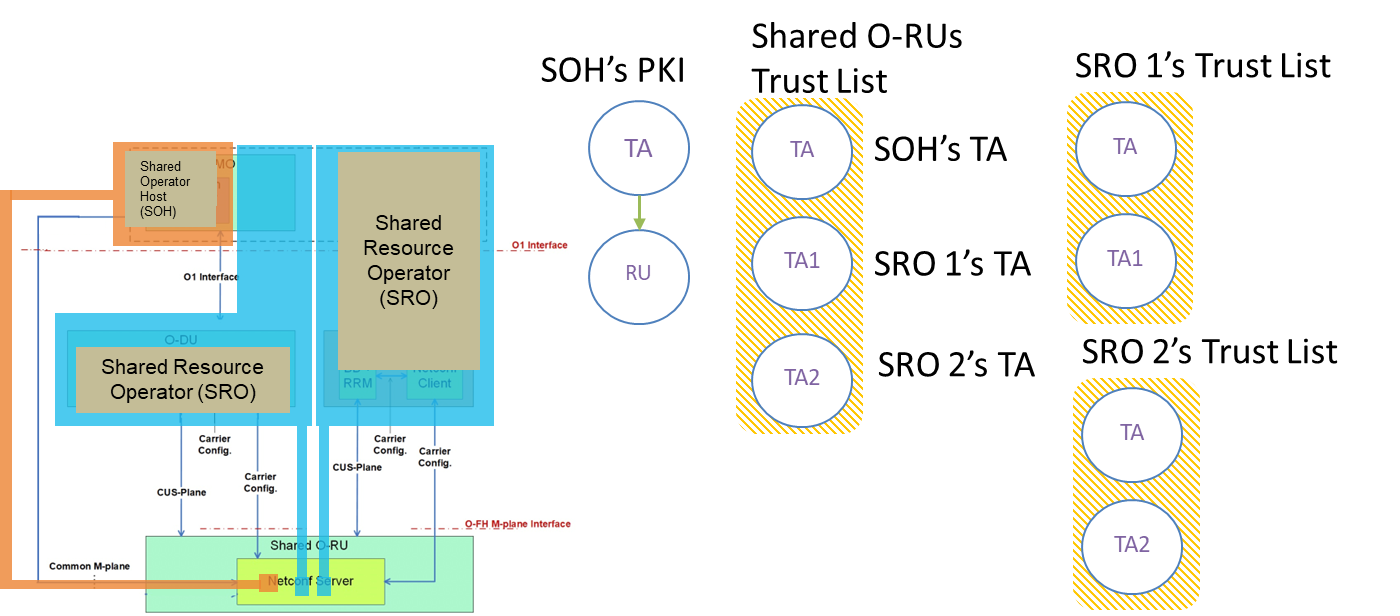 Shared O-RUs
Trust List
SOH's PKI
SRO 1's Trust List
TA
RU
TA
SOH's TA
TA1
SRO 1's TA
TA2
SRO 2's TA
TA
TA1
SRO 2's Trust List
TA
TA2
Shared
Operator
Host
(SOH)
MO
Shared
Resource
Operator
(SRO)
O1 Interface
O1 Interface
O-DU
Shared Resource
Operator (SRO)
RRM
Netconf
Client
Carrier
Config.
Carrier
Config.
CUS-Plane
Carrier
Config.
Carrier
Config.
CUS-Plane
O-FH M-plane Interface
Shared O-RU
Netconf Server
Common M-plane